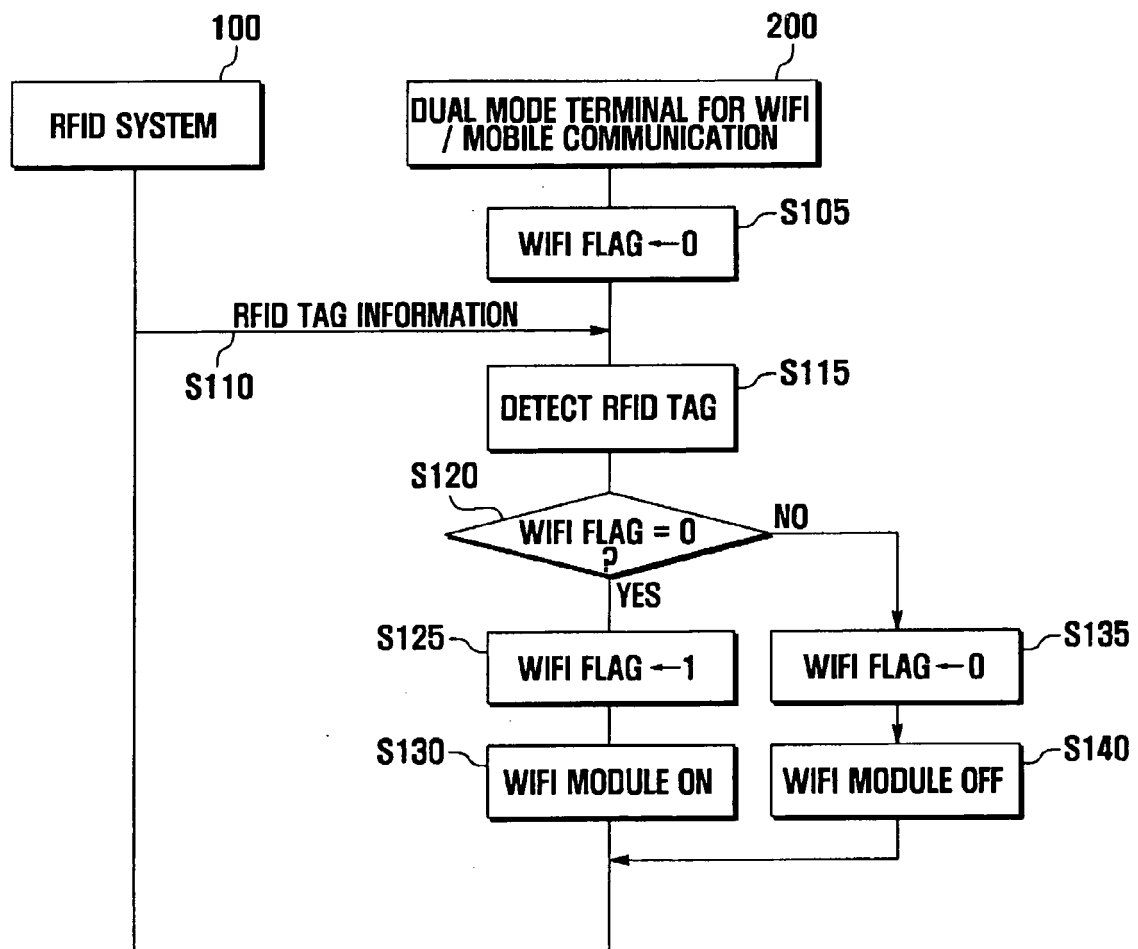 100
200
RFID SYSTEM
DUAL MODE TERMINAL FOR WIFI
/ MOBILE COMMUNICATION
S105
WIFI FLAG ← 0
RFID TAG INFORMATION
S110
S115
DETECT RFID TAG
S120
WIFI FLAG = 0
?
NO
YES
S125
WIFI FLAG ← 1
S135
WIFI FLAG ← 0
S130
WIFI MODULE ON
S140
WIFI MODULE OFF